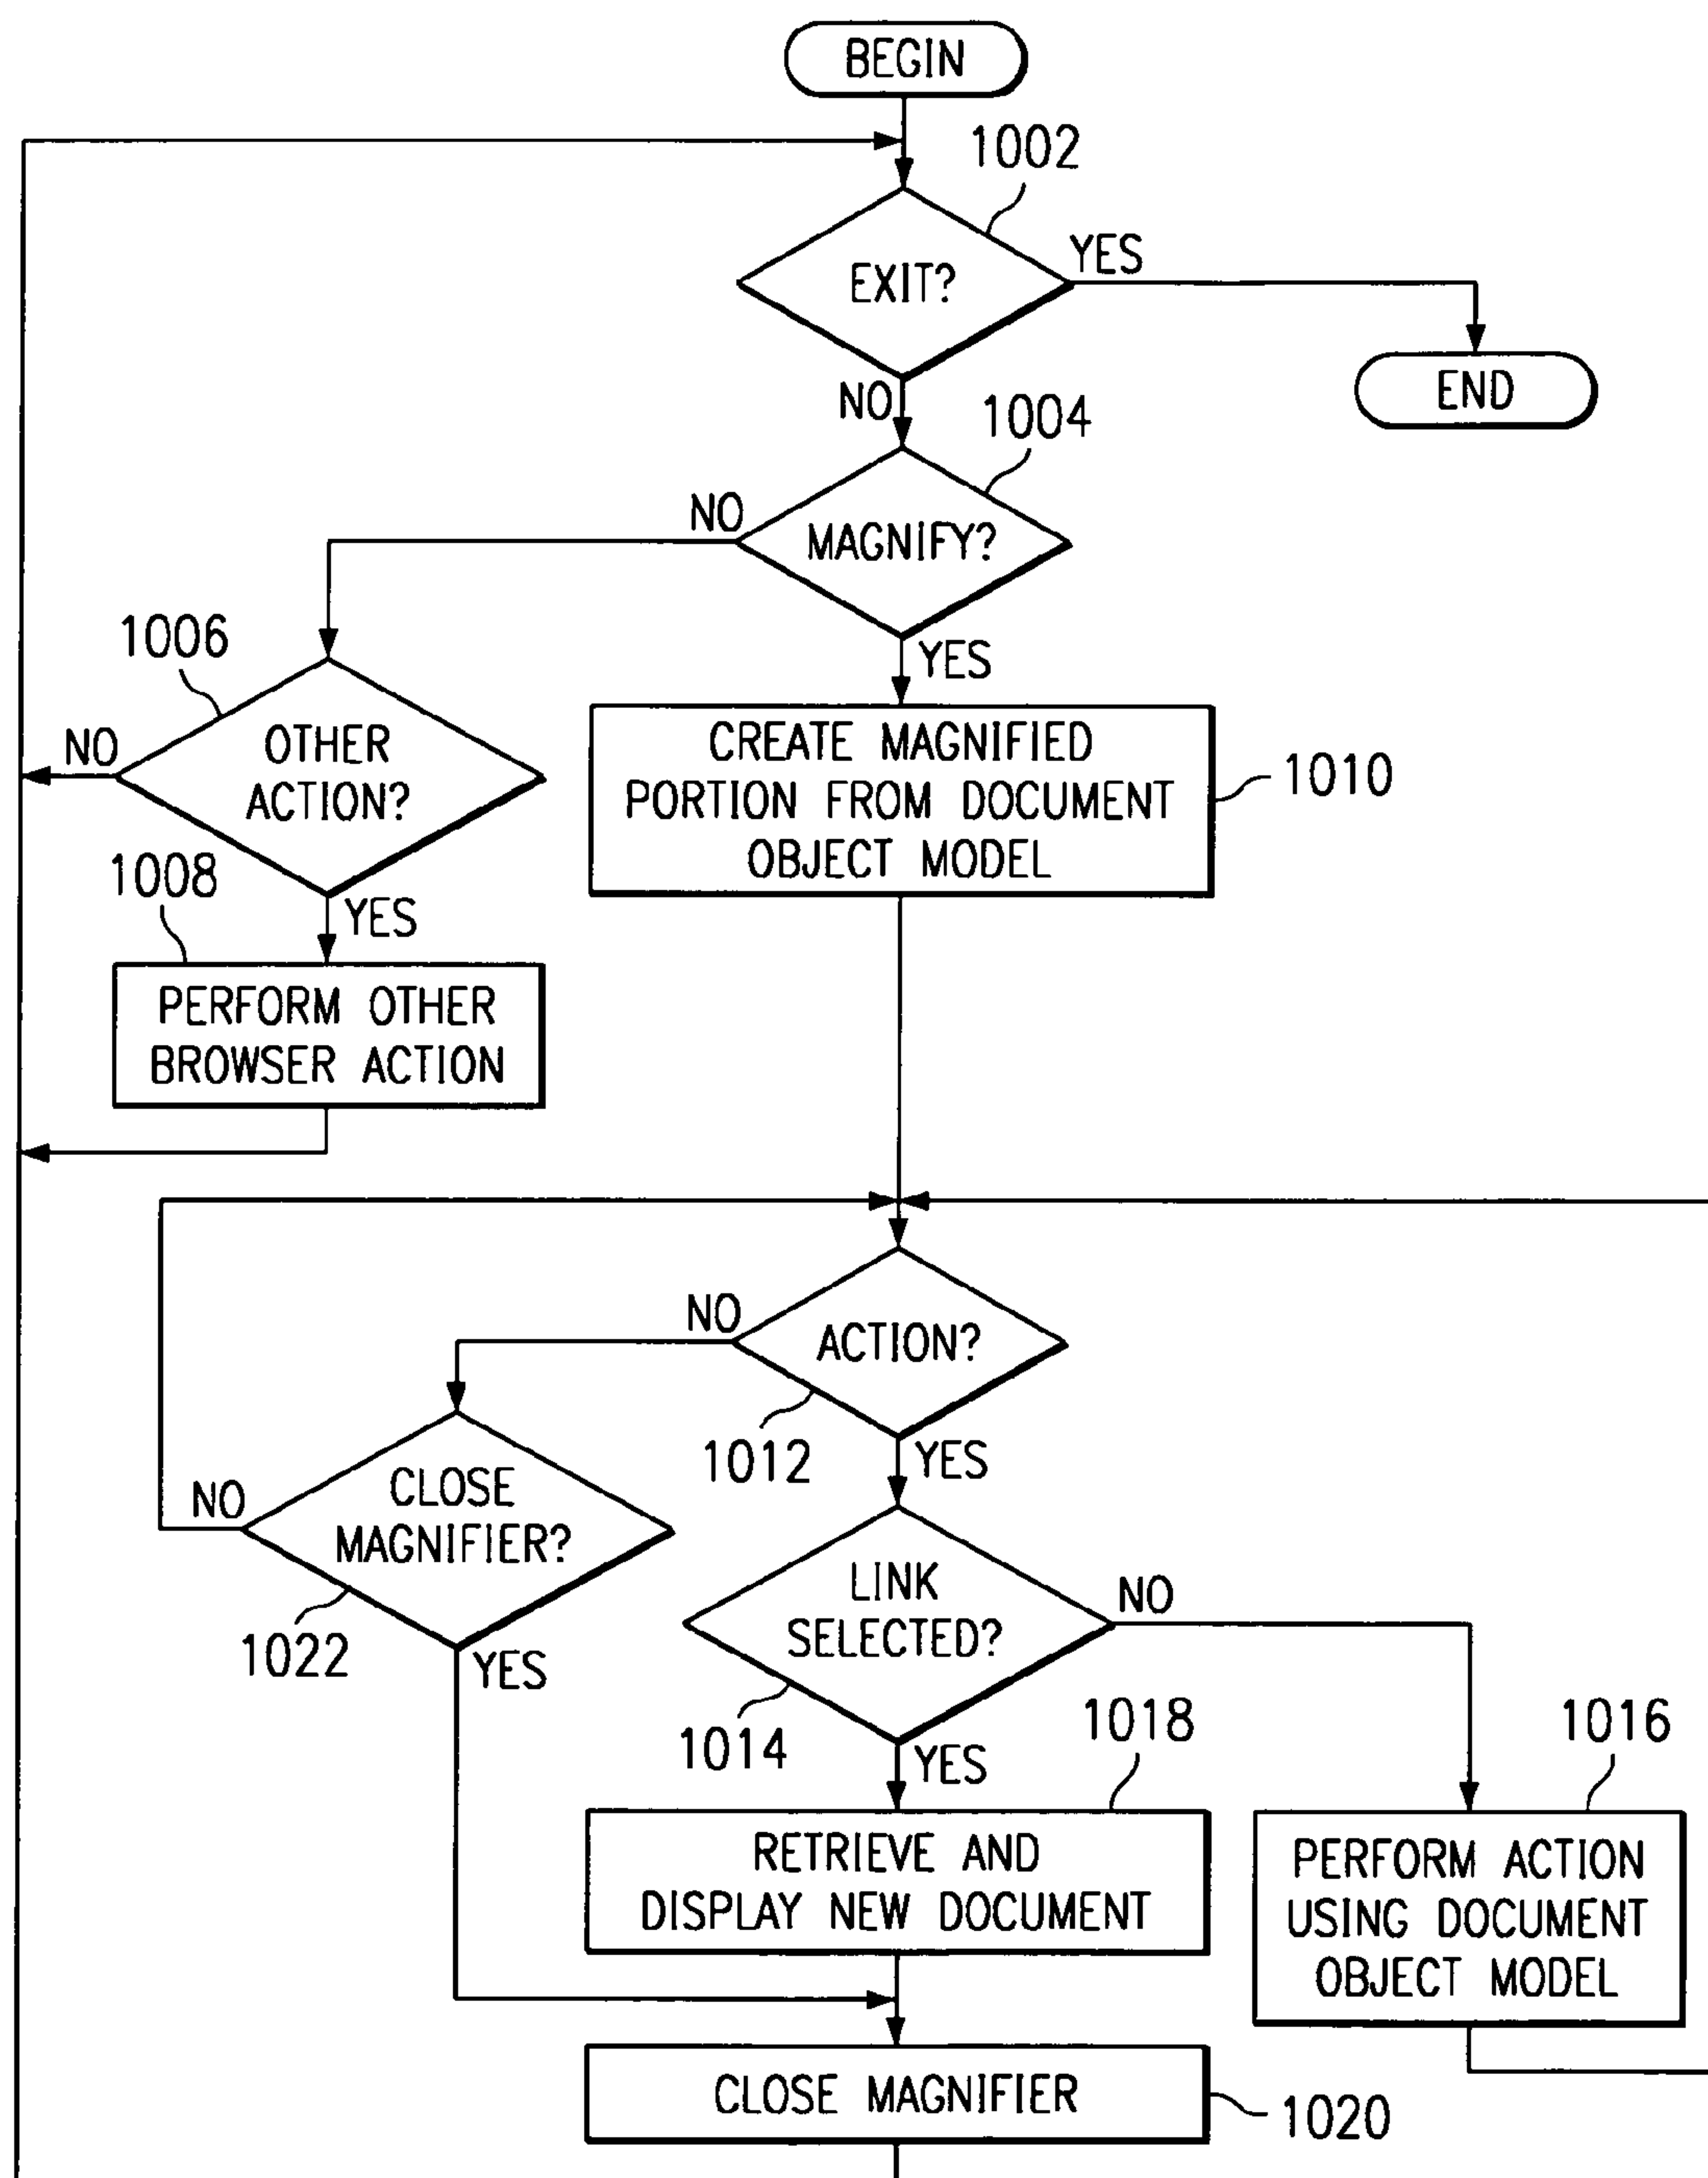 BEGIN
1002
EXIT?
YES
END
NO
1004
MAGNIFY?
NO
YES
1006
OTHER
ACTION?
NO
YES
1008
PERFORM OTHER
BROWSER ACTION
CREATE MAGNIFIED
PORTION FROM DOCUMENT
OBJECT MODEL
1010
ACTION?
NO
1012
YES
CLOSE
MAGNIFIER?
NO
1022
YES
LINK
SELECTED?
NO
1014
YES
1018
RETRIEVE AND
DISPLAY NEW DOCUMENT
1016
PERFORM ACTION
USING DOCUMENT
OBJECT MODEL
CLOSE MAGNIFIER
1020